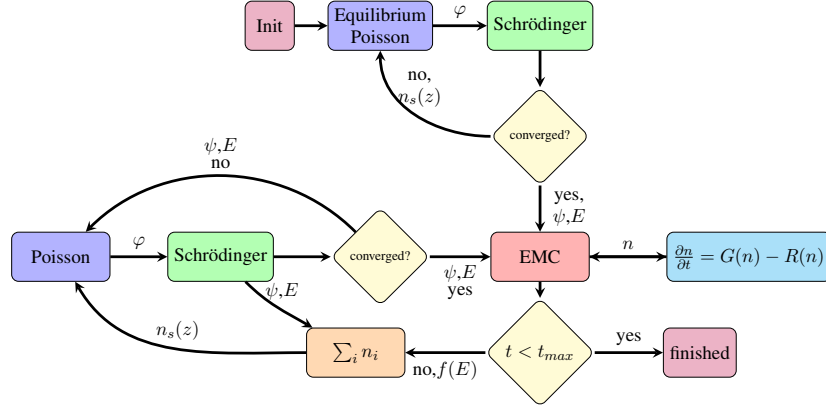 Init
Equilibrium
Poisson
φ
Schrödinger
no,
n_s(z)
converged?
yes,
ψ,E
ψ,E
no
Poisson
φ
Schrödinger
converged?
ψ,E
yes
EMC
n
∂n/∂t = G(n) − R(n)
ψ,E
n_s(z)
∑_i n_i
no,f(E)
t < t_max
yes
finished